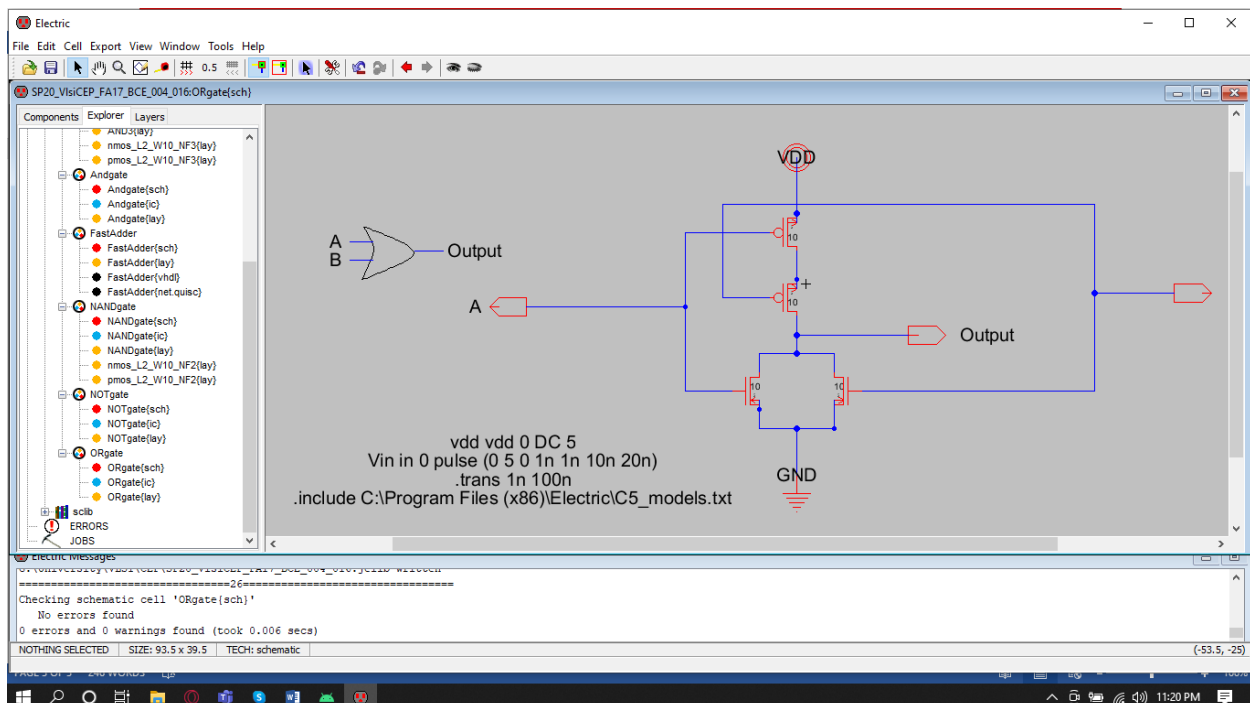 Electric
File Edit Cell Export View Window Tools Help
0.5
SP20_VlsiCEP_FA17_BCE_004_016:ORgate{sch}
Components Explorer Layers
AND3{lay}
nmos_L2_W10_NF3{lay}
pmos_L2_W10_NF3{lay}
Andgate
Andgate{sch}
Andgate{ic}
Andgate{lay}
FastAdder
FastAdder{sch}
FastAdder{lay}
FastAdder{vhdl}
FastAdder{net.quisc}
NANDgate
NANDgate{sch}
NANDgate{ic}
NANDgate{lay}
nmos_L2_W10_NF2{lay}
pmos_L2_W10_NF2{lay}
NOTgate
NOTgate{sch}
NOTgate{ic}
NOTgate{lay}
ORgate
ORgate{sch}
ORgate{ic}
ORgate{lay}
sclib
ERRORS
JOBS
VDD
10
10
A
B
Output
A
Output
10
10
GND
vdd vdd 0 DC 5
Vin in 0 pulse (0 5 0 1n 1n 10n 20n)
.trans 1n 100n
.include C:\Program Files (x86)\Electric\C5_models.txt
Electric Messages
================================26================================
Checking schematic cell 'ORgate{sch}'
No errors found
0 errors and 0 warnings found (took 0.006 secs)
NOTHING SELECTED SIZE: 93.5 x 39.5 TECH: schematic (-53.5, -25)
11:20 PM